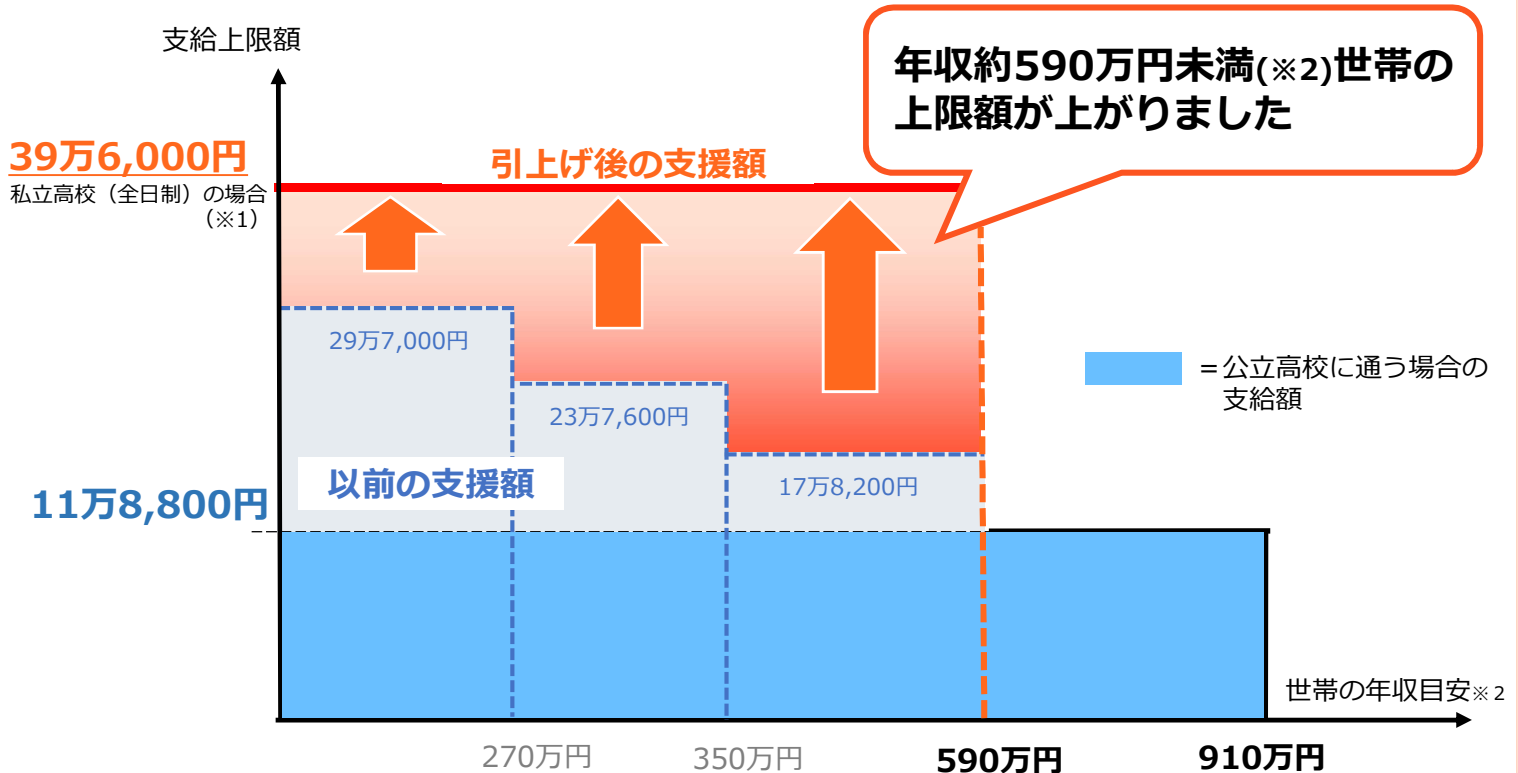 支給上限額
年収約590万円未満(※2)世帯の
上限額が上がりました
39万6,000円
私立高校（全日制）の場合
（※1）
引上げ後の支援額
29万7,000円
23万7,600円
17万8,200円
以前の支援額
11万8,800円
＝公立高校に通う場合の
支給額
世帯の年収目安※2
270万円
350万円
590万円
910万円